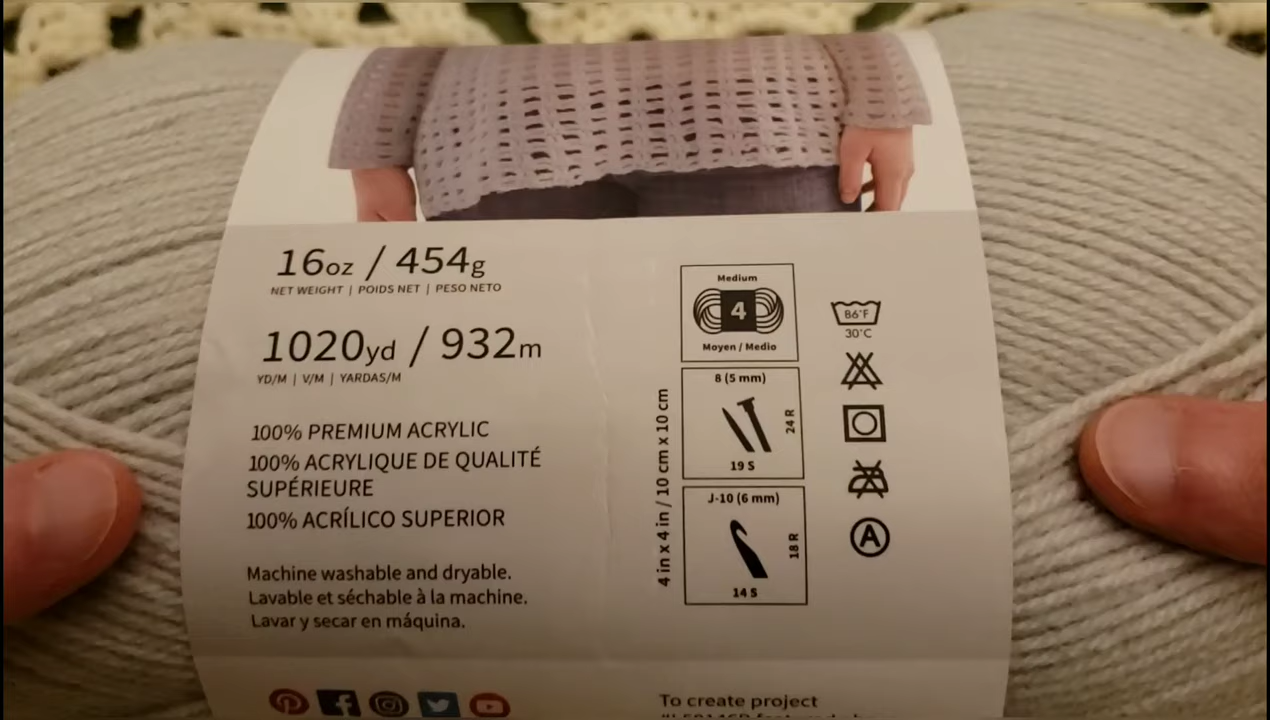 16oz / 454g
NET WEIGHT | POIDS NET | PESO NETO
1020yd / 932m
YD/M | V/M | YARDAS/M
100% PREMIUM ACRYLIC
100% ACRYLIQUE DE QUALITÉ
SUPÉRIEURE
100% ACRÍLICO SUPERIOR
Machine washable and dryable.
Lavable et séchable à la machine.
Lavar y secar en máquina.
Medium
4
Moyen / Medio
4 in x 4 in / 10 cm x 10 cm
8 (5 mm)
24 R
19 S
J-10 (6 mm)
18 R
14 S
86°F
30°C
A
To create project